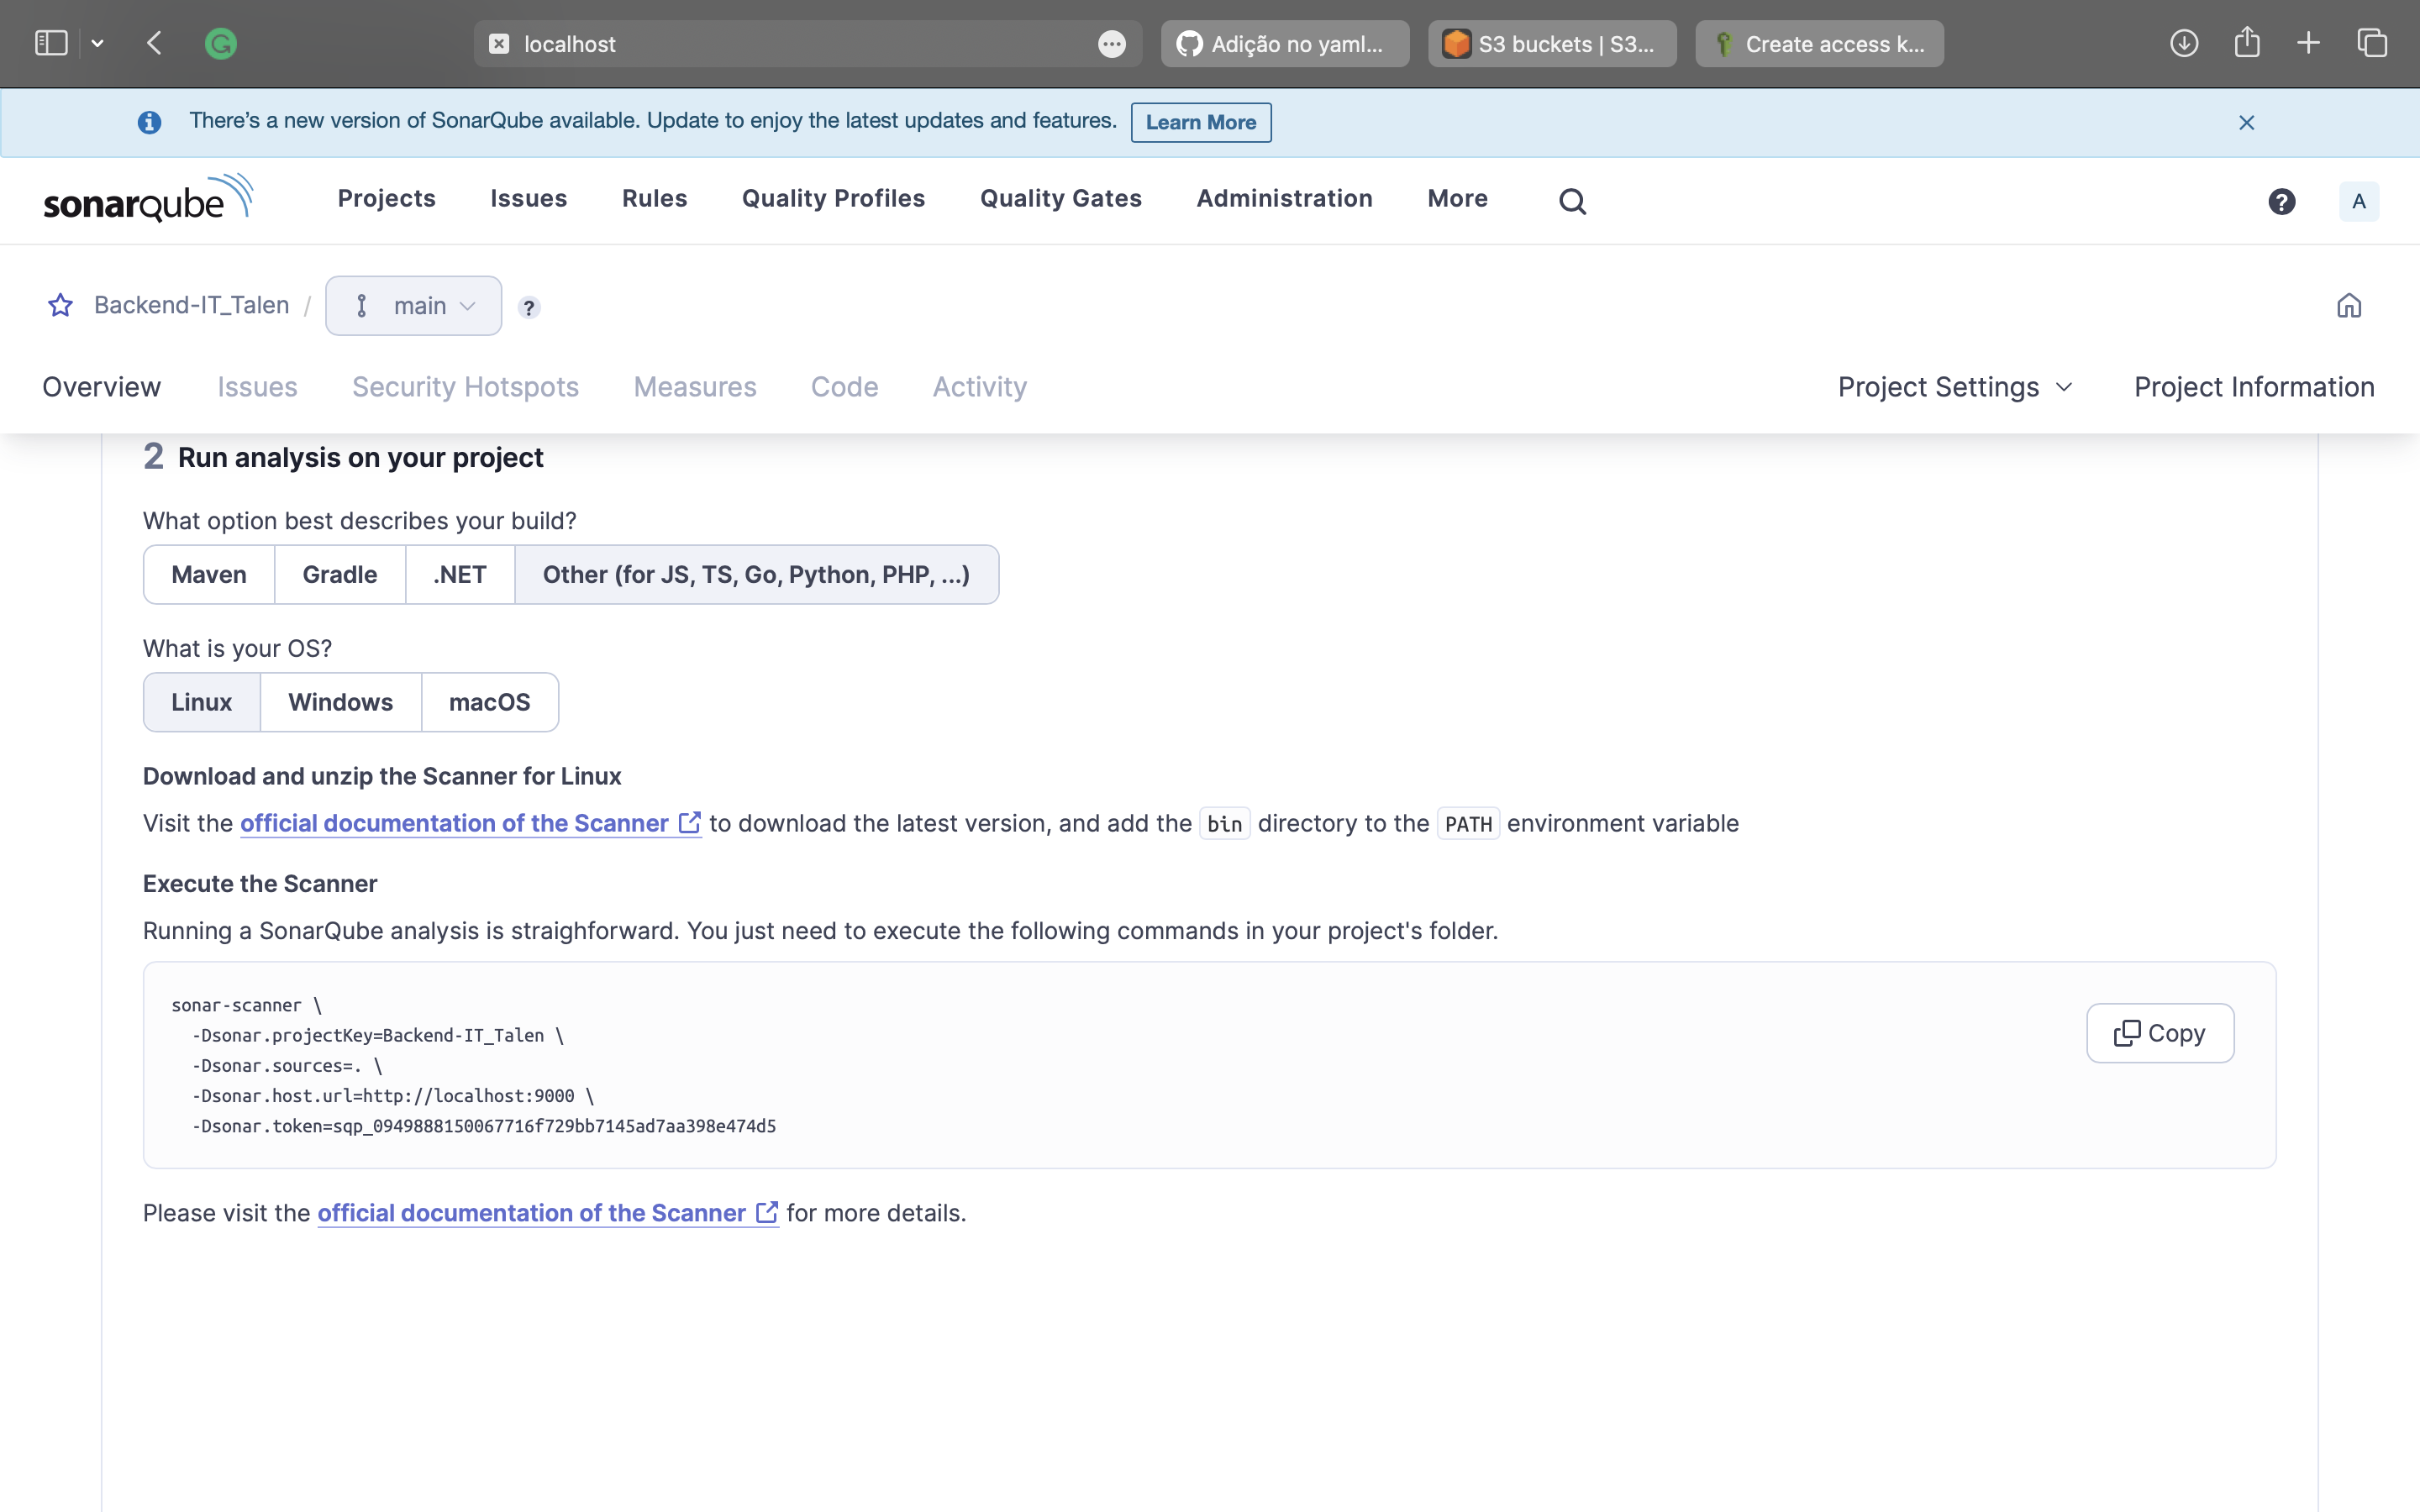 localhost
Adição no yaml...
S3 buckets | S3...
Create access k...
There's a new version of SonarQube available. Update to enjoy the latest updates and features. Learn More
sonarqube
Projects Issues Rules Quality Profiles Quality Gates Administration More
? A
Backend-IT_Talen / main ?
Overview Issues Security Hotspots Measures Code Activity Project Settings Project Information
2 Run analysis on your project
What option best describes your build?
Maven Gradle .NET Other (for JS, TS, Go, Python, PHP, ...)
What is your OS?
Linux Windows macOS
Download and unzip the Scanner for Linux
Visit the official documentation of the Scanner to download the latest version, and add the bin directory to the PATH environment variable
Execute the Scanner
Running a SonarQube analysis is straighforward. You just need to execute the following commands in your project's folder.
sonar-scanner \
-Dsonar.projectKey=Backend-IT_Talen \
-Dsonar.sources=. \
-Dsonar.host.url=http://localhost:9000 \
-Dsonar.token=sqp_0949888150067716f729bb7145ad7aa398e474d5
Copy
Please visit the official documentation of the Scanner for more details.